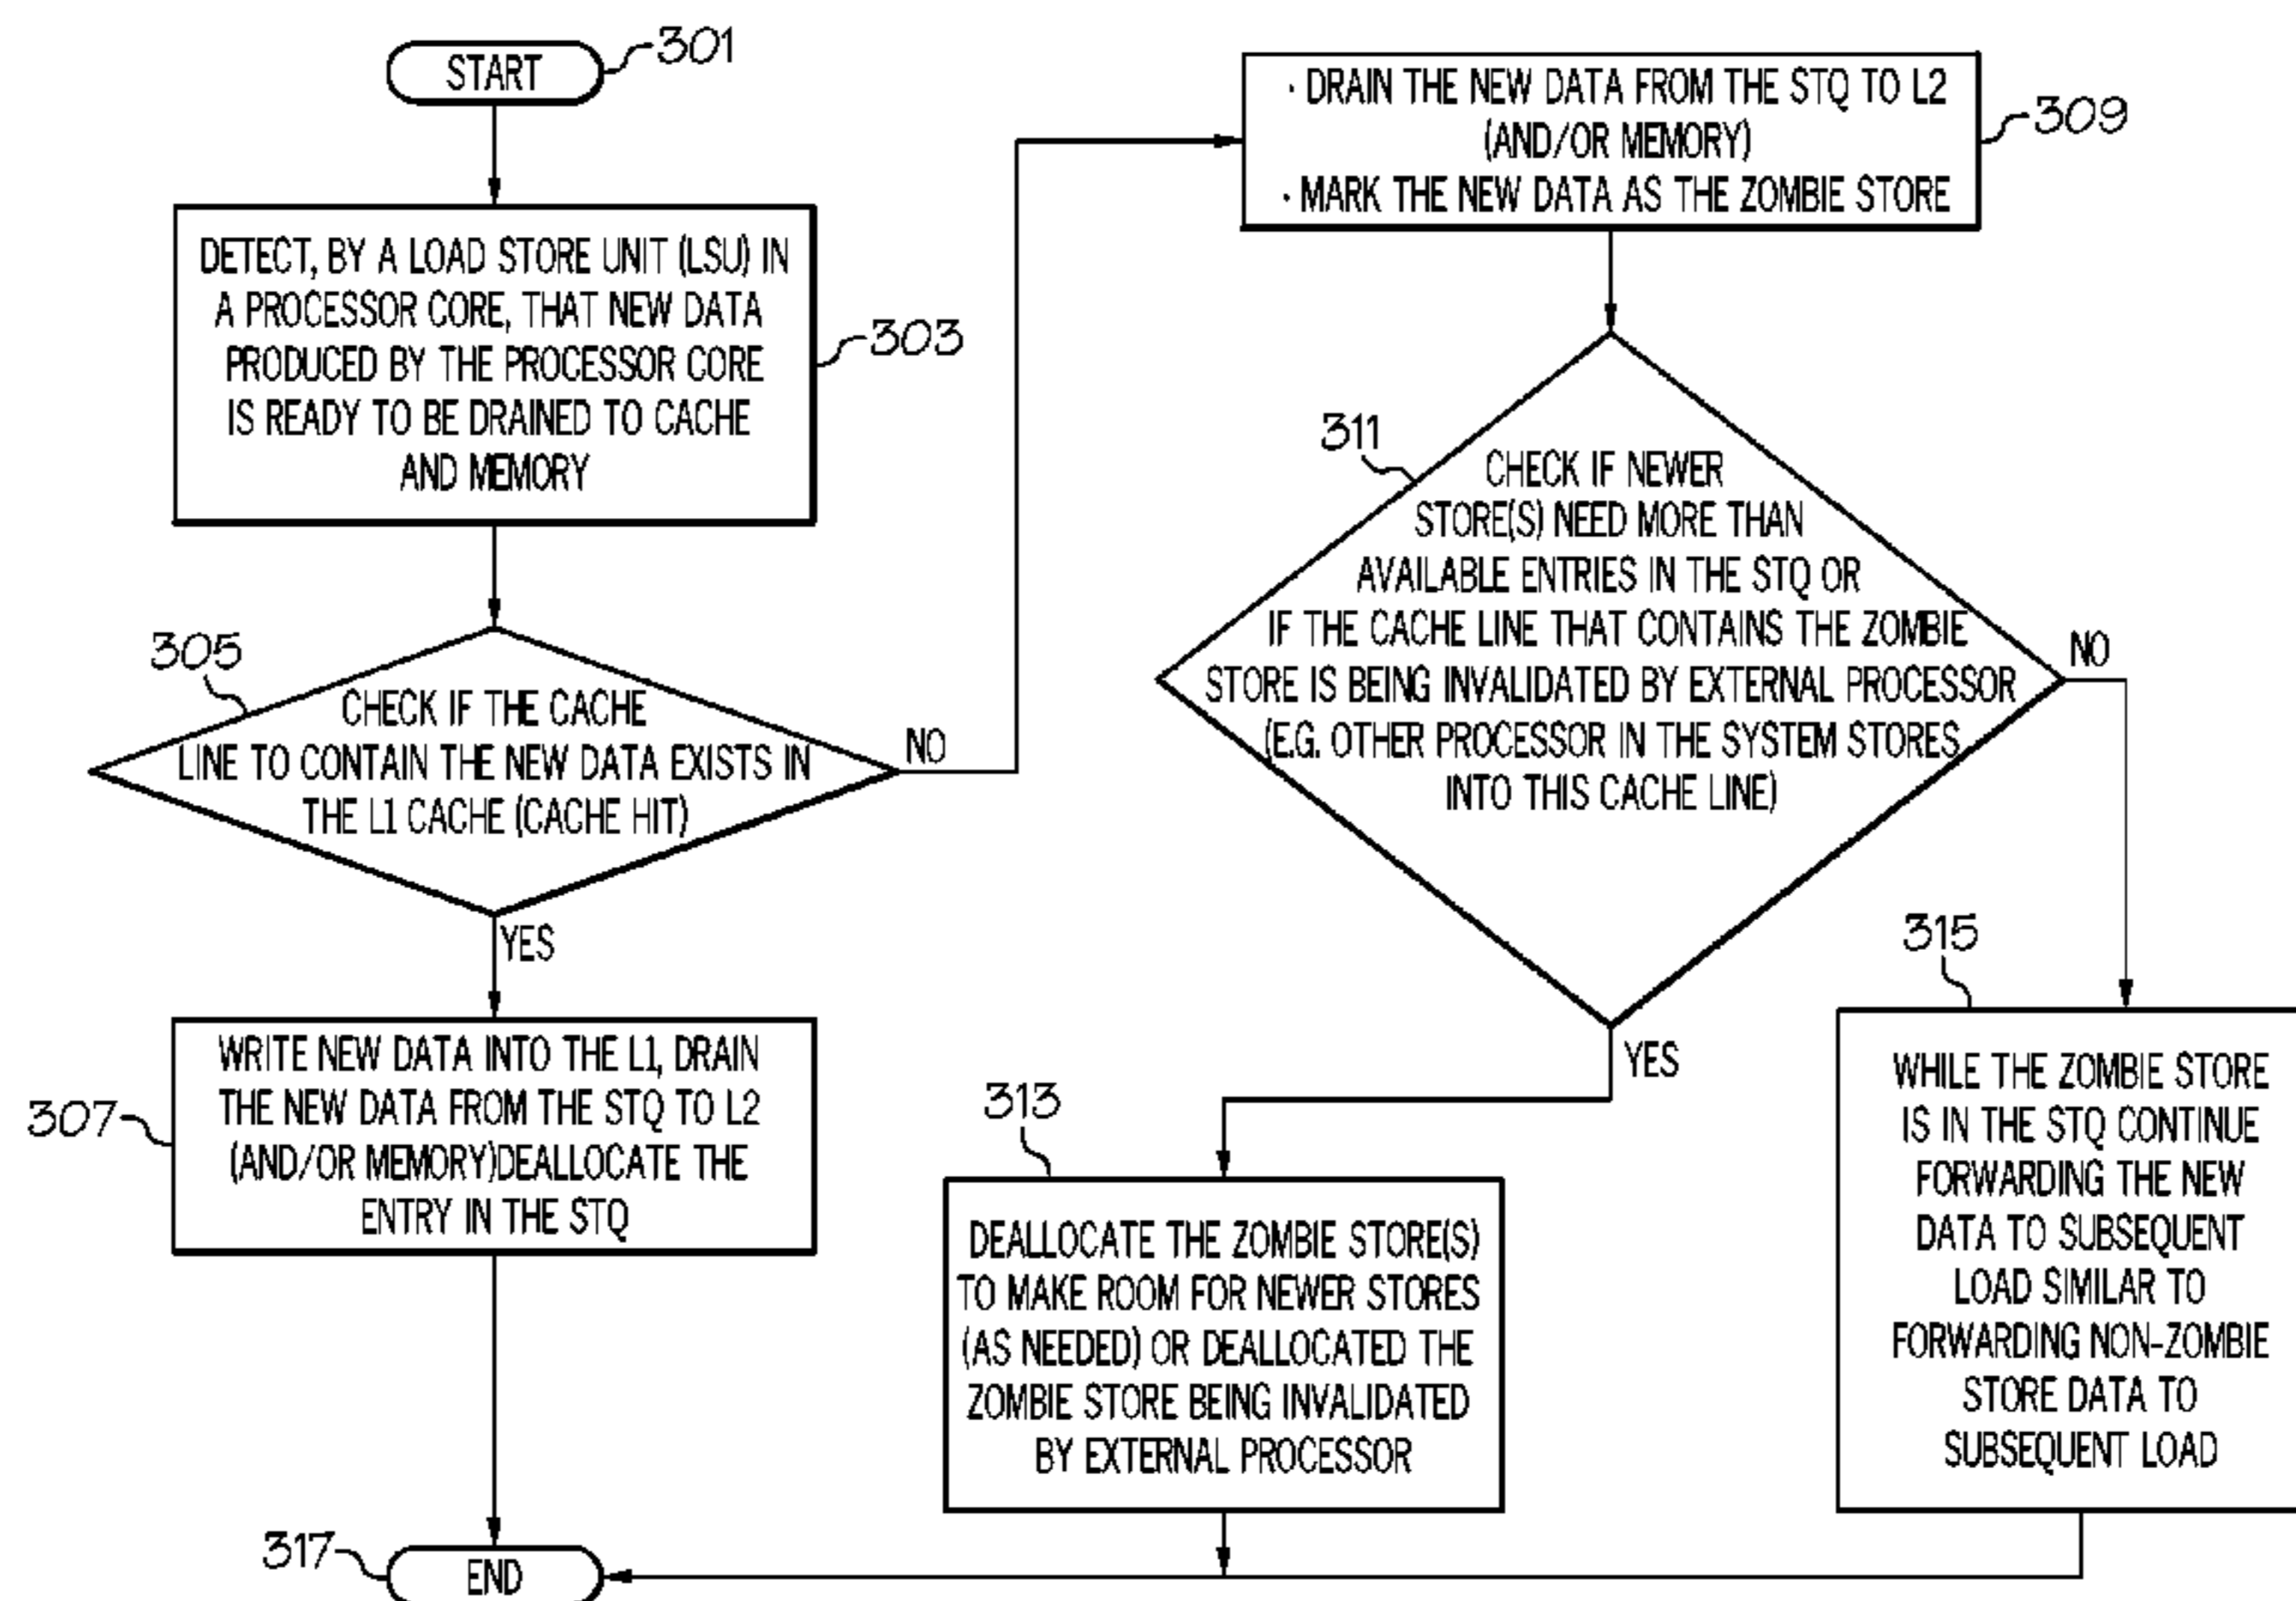 START
301
DETECT, BY A LOAD STORE UNIT (LSU) IN
A PROCESSOR CORE, THAT NEW DATA
PRODUCED BY THE PROCESSOR CORE
IS READY TO BE DRAINED TO CACHE
AND MEMORY
303
305
CHECK IF THE CACHE
LINE TO CONTAIN THE NEW DATA EXISTS IN
THE L1 CACHE (CACHE HIT)
NO
YES
307
WRITE NEW DATA INTO THE L1, DRAIN
THE NEW DATA FROM THE STQ TO L2
(AND/OR MEMORY)DEALLOCATE THE
ENTRY IN THE STQ
· DRAIN THE NEW DATA FROM THE STQ TO L2
(AND/OR MEMORY)
· MARK THE NEW DATA AS THE ZOMBIE STORE
309
311
CHECK IF NEWER
STORE(S) NEED MORE THAN
AVAILABLE ENTRIES IN THE STQ OR
IF THE CACHE LINE THAT CONTAINS THE ZOMBIE
STORE IS BEING INVALIDATED BY EXTERNAL PROCESSOR
(E.G. OTHER PROCESSOR IN THE SYSTEM STORES
INTO THIS CACHE LINE)
NO
YES
313
DEALLOCATE THE ZOMBIE STORE(S)
TO MAKE ROOM FOR NEWER STORES
(AS NEEDED) OR DEALLOCATED THE
ZOMBIE STORE BEING INVALIDATED
BY EXTERNAL PROCESSOR
315
WHILE THE ZOMBIE STORE
IS IN THE STQ CONTINUE
FORWARDING THE NEW
DATA TO SUBSEQUENT
LOAD SIMILAR TO
FORWARDING NON-ZOMBIE
STORE DATA TO
SUBSEQUENT LOAD
317
END